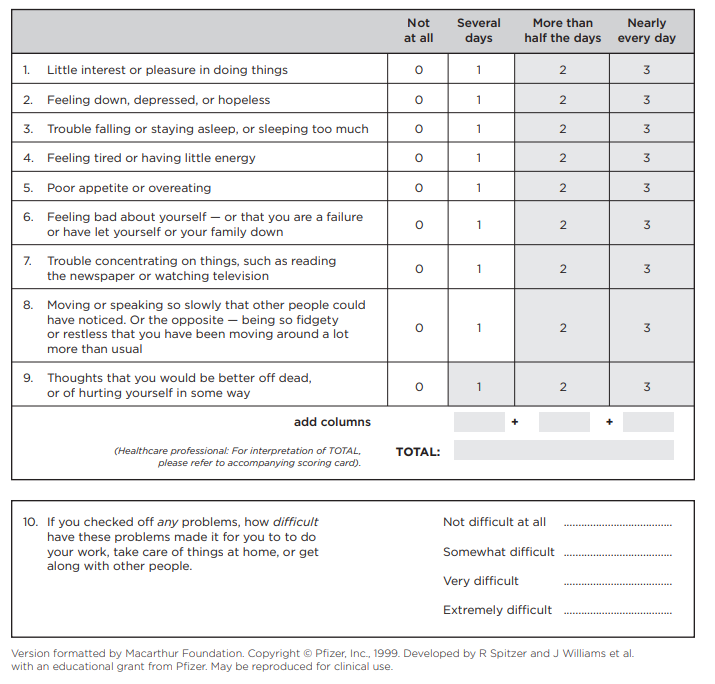 Not at all Several days More than half the days Nearly every day
1. Little interest or pleasure in doing things 0 1 2 3
2. Feeling down, depressed, or hopeless 0 1 2 3
3. Trouble falling or staying asleep, or sleeping too much 0 1 2 3
4. Feeling tired or having little energy 0 1 2 3
5. Poor appetite or overeating 0 1 2 3
6. Feeling bad about yourself — or that you are a failure
or have let yourself or your family down 0 1 2 3
7. Trouble concentrating on things, such as reading
the newspaper or watching television 0 1 2 3
8. Moving or speaking so slowly that other people could
have noticed. Or the opposite — being so fidgety
or restless that you have been moving around a lot
more than usual 0 1 2 3
9. Thoughts that you would be better off dead,
or of hurting yourself in some way 0 1 2 3
add columns + +
(Healthcare professional: For interpretation of TOTAL,
please refer to accompanying scoring card).
TOTAL:
10. If you checked off any problems, how difficult
have these problems made it for you to to do
your work, take care of things at home, or get
along with other people.
Not difficult at all ....................................
Somewhat difficult ....................................
Very difficult ....................................
Extremely difficult ....................................
Version formatted by Macarthur Foundation. Copyright © Pfizer, Inc., 1999. Developed by R Spitzer and J Williams et al.
with an educational grant from Pfizer. May be reproduced for clinical use.